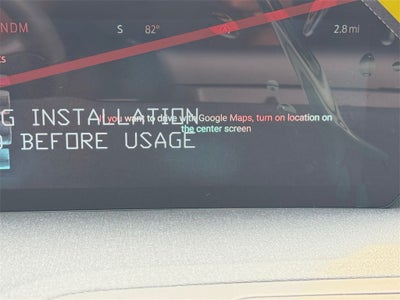 NDM S 82° 2.8 mi
ts
G INSTALLATION
you want to drive with Google Maps, turn on location on
the center screen
BEFORE USAGE